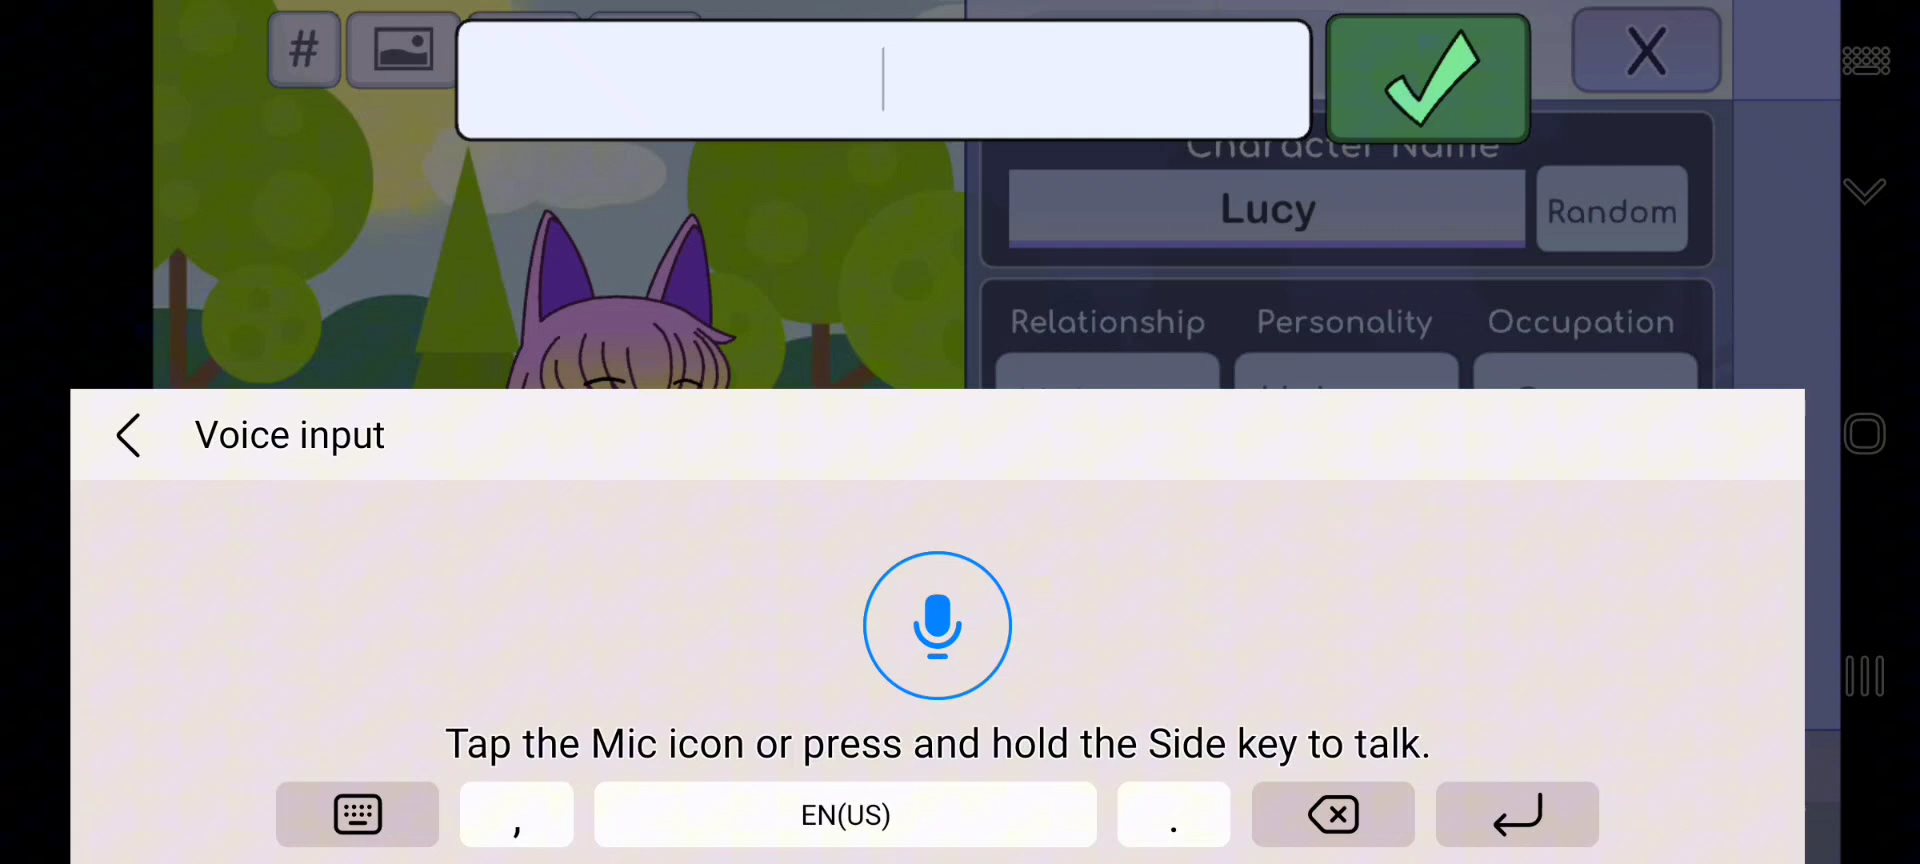 #
X
Character Name
Lucy
Random
Relationship Personality Occupation
Voice input
Tap the Mic icon or press and hold the Side key to talk.
, EN(US) .